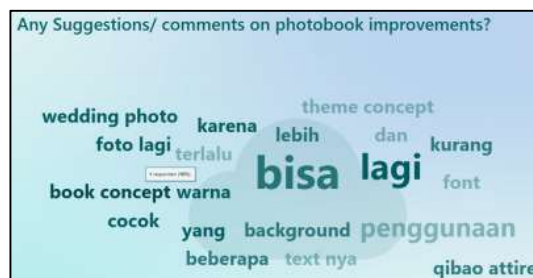 Any Suggestions/ comments on photobook improvements?
theme concept
wedding photo
karena
lebih
dan
kurang
foto lagi
terlalu
bisa
lagi
font
book concept
warna
cocok
yang
background
penggunaan
beberapa
text nya
qibao attire